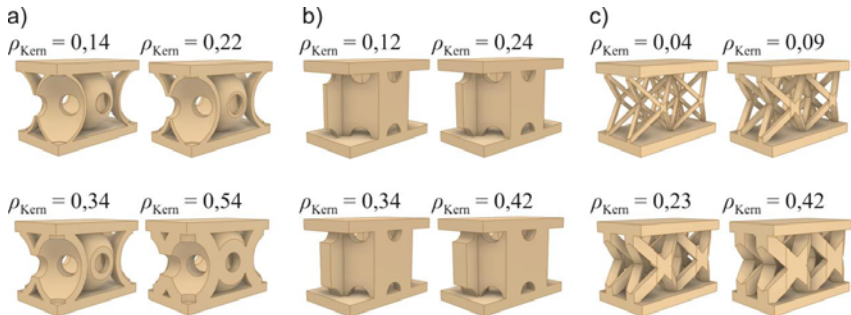 a)
b)
c)
ρKern = 0,14 ρKern = 0,22
ρKern = 0,12 ρKern = 0,24
ρKern = 0,04 ρKern = 0,09
ρKern = 0,34 ρKern = 0,54
ρKern = 0,34 ρKern = 0,42
ρKern = 0,23 ρKern = 0,42